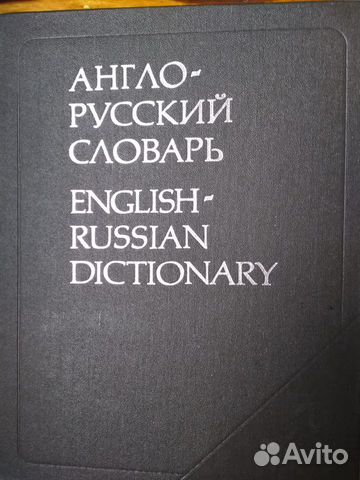 АНГЛО-
РУССКИЙ
СЛОВАРЬ
ENGLISH-
RUSSIAN
DICTIONARY
Avito